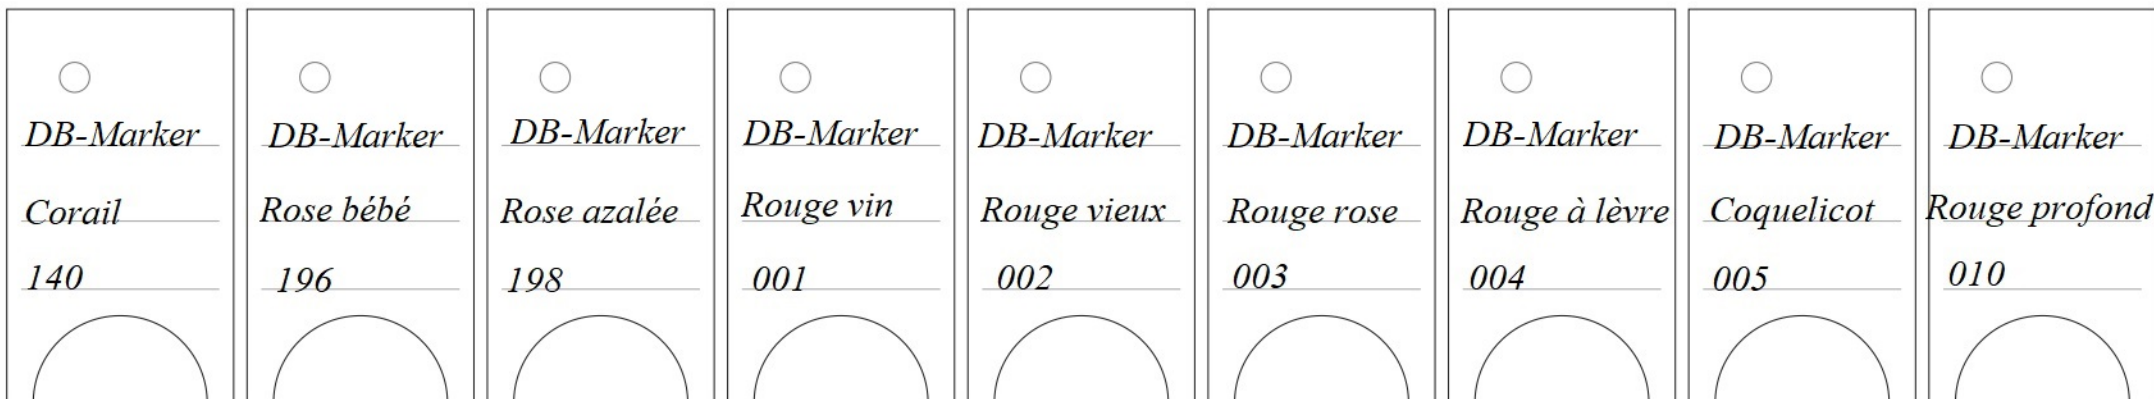 DB-Marker
Corail
140
DB-Marker
Rose bébé
196
DB-Marker
Rose azalée
198
DB-Marker
Rouge vin
001
DB-Marker
Rouge vieux
002
DB-Marker
Rouge rose
003
DB-Marker
Rouge à lèvre
004
DB-Marker
Coquelicot
005
DB-Marker
Rouge profond
010